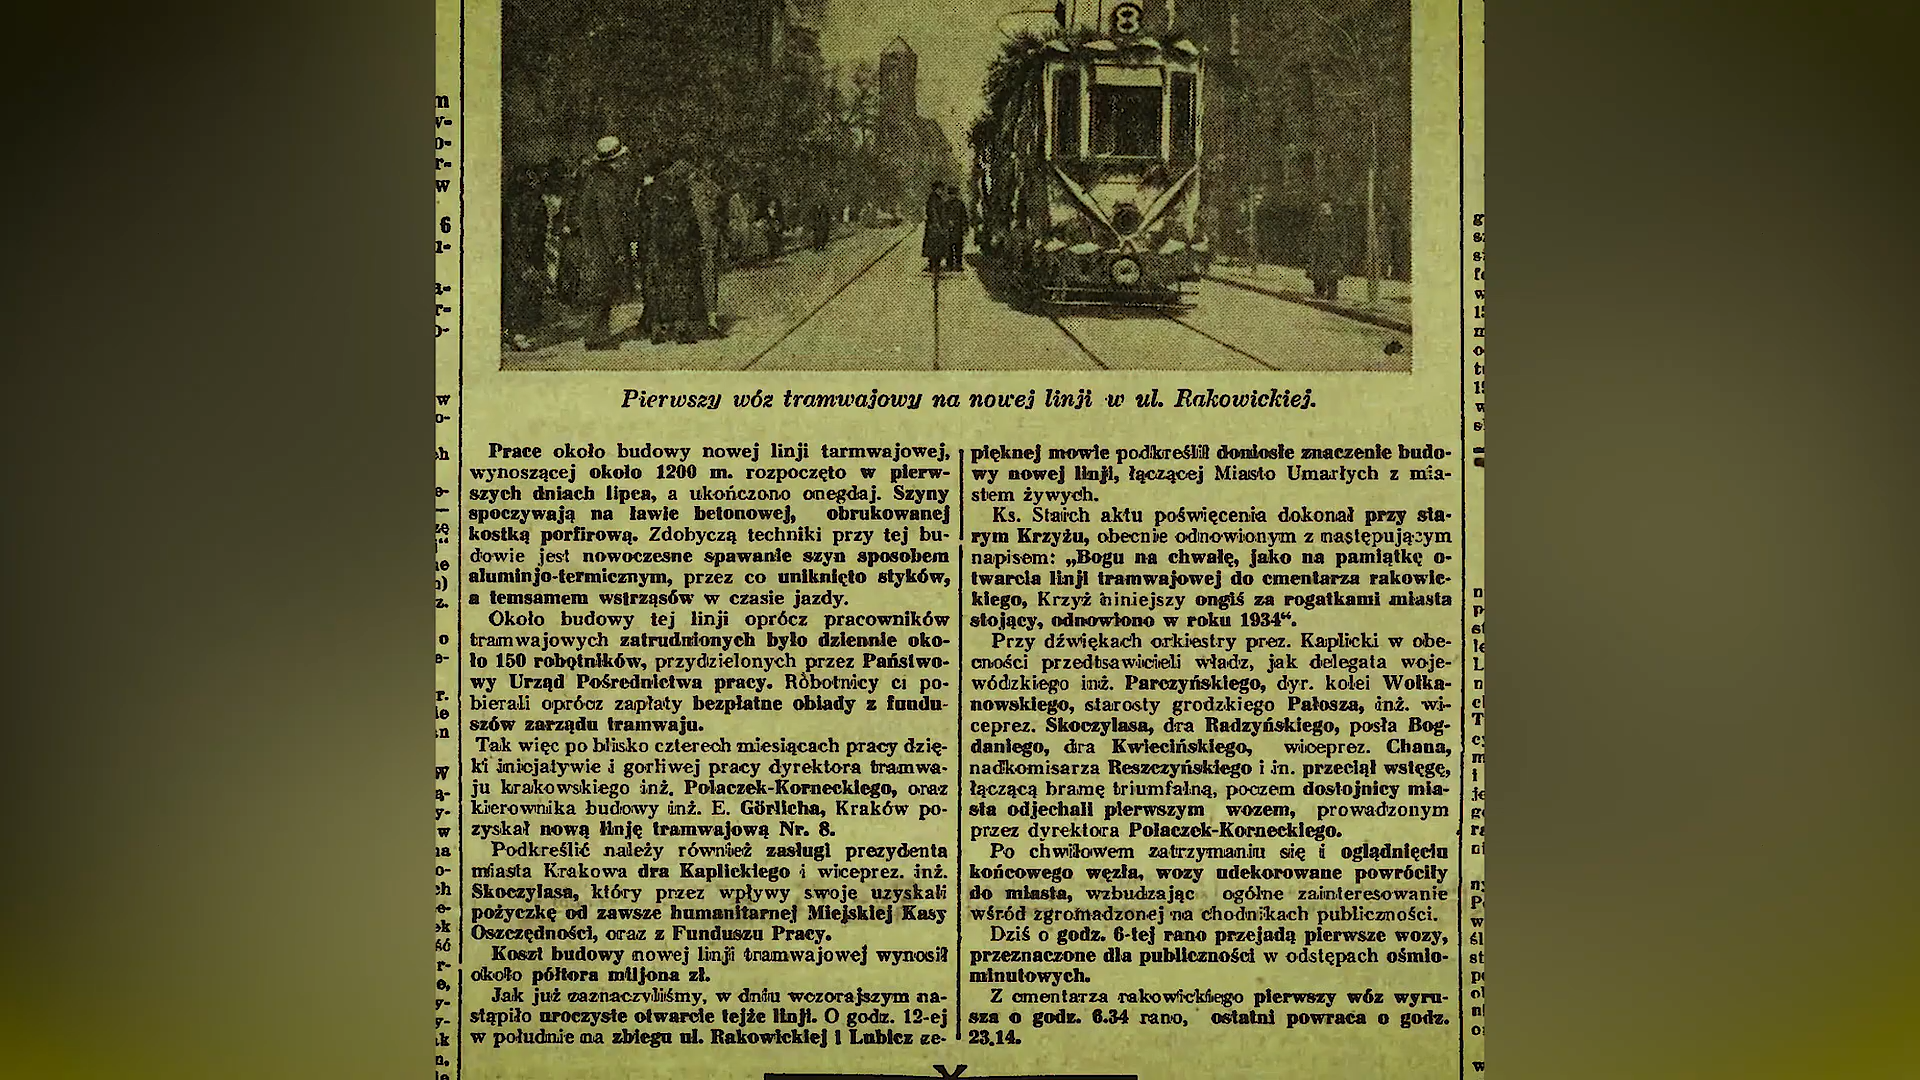 8
Pierwszy wóz tramwajowy na nowej linji w ul. Rakowickiej.
Prace około budowy nowej linji tarmwajowej,
wynoszącej około 1200 m. rozpoczęto w pierw-
szych dniach lipca, a ukończono onegdaj. Szyny
spoczywają na ławie betonowej, obrukowanej
kostką porfirową. Zdobyczą techniki przy tej bu-
dowie jest nowoczesne spawanie szyn sposobem
aluminjo-termicznym, przez co uniknięto styków,
a temsamem wstrząsów w czasie jazdy.
Około budowy tej linji oprócz pracowników
tramwajowych zatrudnionych było dziennie oko-
ło 150 robotników, przydzielonych przez Państwo-
wy Urząd Pośrednictwa pracy. Robotnicy ci po-
bierali oprócz zapłaty bezpłatne obiady z fundu-
szów zarządu tramwaju.
Tak więc po blisko czterech miesiącach pracy dzię-
ki inicjatywie i gorliwej pracy dyrektora tramwa-
ju krakowskiego inż. Polaczek-Korneckiego, oraz
kierownika budowy inż. E. Görlicha, Kraków po-
zyskał nową linję tramwajową Nr. 8.
Podkreślić należy również zasługi prezydenta
miasta Krakowa dra Kaplickiego i wiceprez. inż.
Skoczylasa, który przez wpływy swoje uzyskali
pożyczkę od zawsze humanitarnej Miejskiej Kasy
Oszczędności, oraz z Funduszu Pracy.
Koszt budowy nowej linji tramwajowej wynosił
około półtora miljona zł.
Jak już zaznaczyliśmy, w dniu wczorajszym na-
stąpiło uroczyste otwarcie tejże linji. O godz. 12-ej
w południe na zbiegu ul. Rakowickiej i Lubicz ze-
pięknej mowie podkreślił doniosłe znaczenie budo-
wy nowej linji, łączącej Miasto Umarłych z mia-
stem żywych.
Ks. Starch aktu poświęcenia dokonał przy sta-
rym Krzyżu, obecnie odnowionym z następującym
napisem: „Bogu na chwałę, jako na pamiątkę o-
twarcia linji tramwajowej do cmentarza rakowic-
kiego, Krzyż niniejszy ongiś za rogatkami miasta
stojący, odnowiono w roku 1934“.
Przy dźwiękach orkiestry prez. Kaplicki w obe-
cności przedtsawicieli władz, jak delegata woje-
wódzkiego inż. Parczyńskiego, dyr. kolei Wołka-
nowskiego, starosty grodzkiego Pałosza, inż. wi-
ceprez. Skoczylasa, dra Radzyńskiego, posła Bog-
daniego, dra Kwiecińskiego, wiceprez. Chana,
nadkomisarza Reszczyńskiego i in. przeciął wstęgę,
łączącą bramę triumfalną, poczem dostojnicy mia-
sta odjechali pierwszym wozem, prowadzonym
przez dyrektora Polaczek-Korneckiego.
Po chwilowem zatrzymaniu się i oglądnięciu
końcowego węzła, wozy udekorowane powróciły
do miasta, wzbudzając ogólne zainteresowanie
wśród zgromadzonej na chodnikach publiczności.
Dziś o godz. 6-tej rano przejadą pierwsze wozy,
przeznaczone dla publiczności w odstępach ośmio-
minutowych.
Z cmentarza rakowickiego pierwszy wóz wyru-
sza o godz. 6.34 rano, ostatni powraca o godz.
23.14.